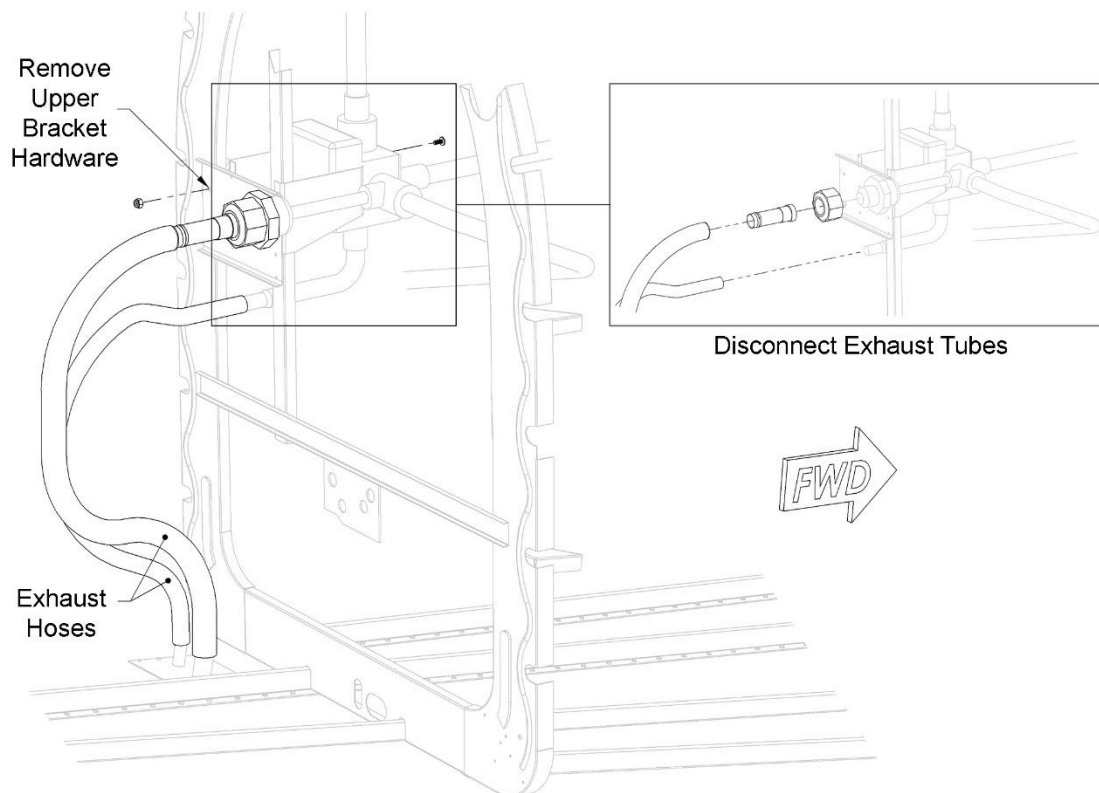 Remove
Upper
Bracket
Hardware
Disconnect Exhaust Tubes
FWD
Exhaust
Hoses